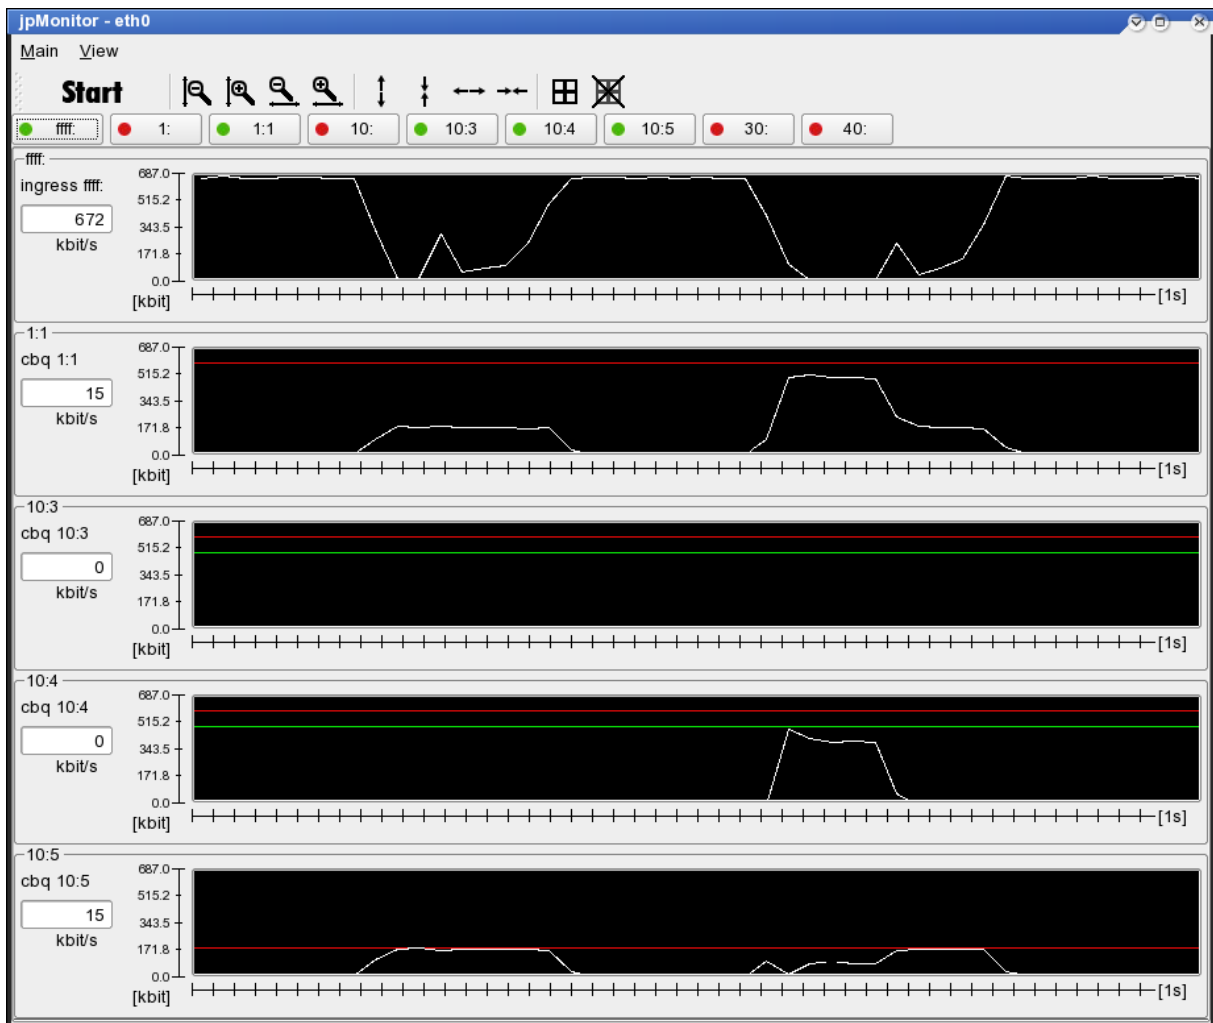 jpMonitor - eth0
Main View
Start
ffff: 1: 1:1 10: 10:3 10:4 10:5 30: 40:
ffff:
ingress ffff:
672
kbit/s
687.0
515.2
343.5
171.8
0.0
[kbit]
[1s]
1:1
cbq 1:1
15
kbit/s
687.0
515.2
343.5
171.8
0.0
[kbit]
[1s]
10:3
cbq 10:3
0
kbit/s
687.0
515.2
343.5
171.8
0.0
[kbit]
[1s]
10:4
cbq 10:4
0
kbit/s
687.0
515.2
343.5
171.8
0.0
[kbit]
[1s]
10:5
cbq 10:5
15
kbit/s
687.0
515.2
343.5
171.8
0.0
[kbit]
[1s]